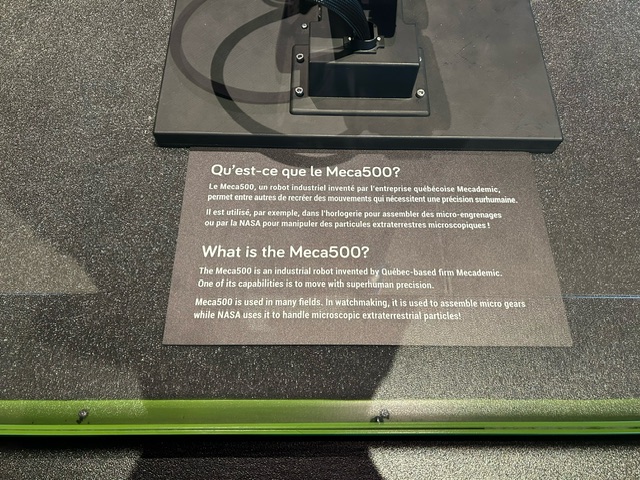 Qu'est-ce que le Meca500?
Le Meca500, un robot industriel inventé par l'entreprise québécoise Mecademic,
permet entre autres de recréer des mouvements qui nécessitent une précision surhumaine.
Il est utilisé, par exemple, dans l'horlogerie pour assembler des micro-engrenages
ou par la NASA pour manipuler des particules extraterrestres microscopiques !
What is the Meca500?
The Meca500 is an industrial robot invented by Québec-based firm Mecademic.
One of its capabilities is to move with superhuman precision.
Meca500 is used in many fields. In watchmaking, it is used to assemble micro gears
while NASA uses it to handle microscopic extraterrestrial particles!